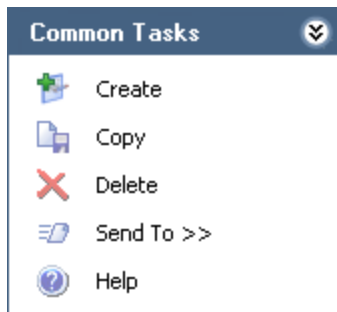 Common Tasks
Create
Copy
Delete
Send To >>
Help